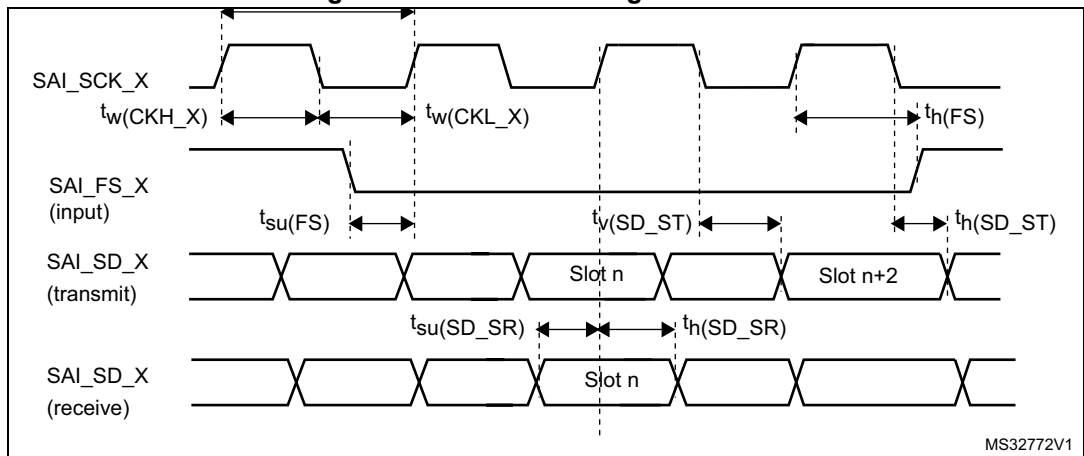 SAI_SCK_X
tw(CKH_X)
tw(CKL_X)
th(FS)
SAI_FS_X
(input)
tsu(FS)
tv(SD_ST)
th(SD_ST)
SAI_SD_X
(transmit)
Slot n
Slot n+2
tsu(SD_SR)
th(SD_SR)
SAI_SD_X
(receive)
Slot n
MS32772V1